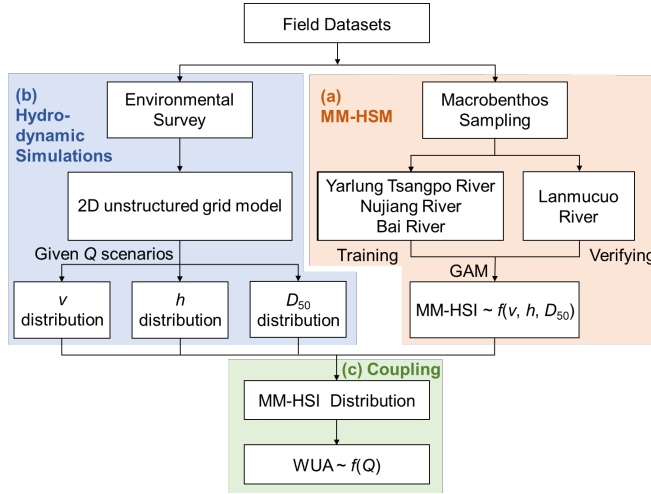 Field Datasets
(b)
Hydro-
dynamic
Simulations
Environmental
Survey
2D unstructured grid model
Given Q scenarios
v
distribution
h
distribution
D50
distribution
(a)
MM-HSM
Macrobenthos
Sampling
Yarlung Tsangpo River
Nujiang River
Bai River
Lanmucuo
River
Training
Verifying
GAM
MM-HSI ~ f(v, h, D50)
(c) Coupling
MM-HSI Distribution
WUA ~ f(Q)